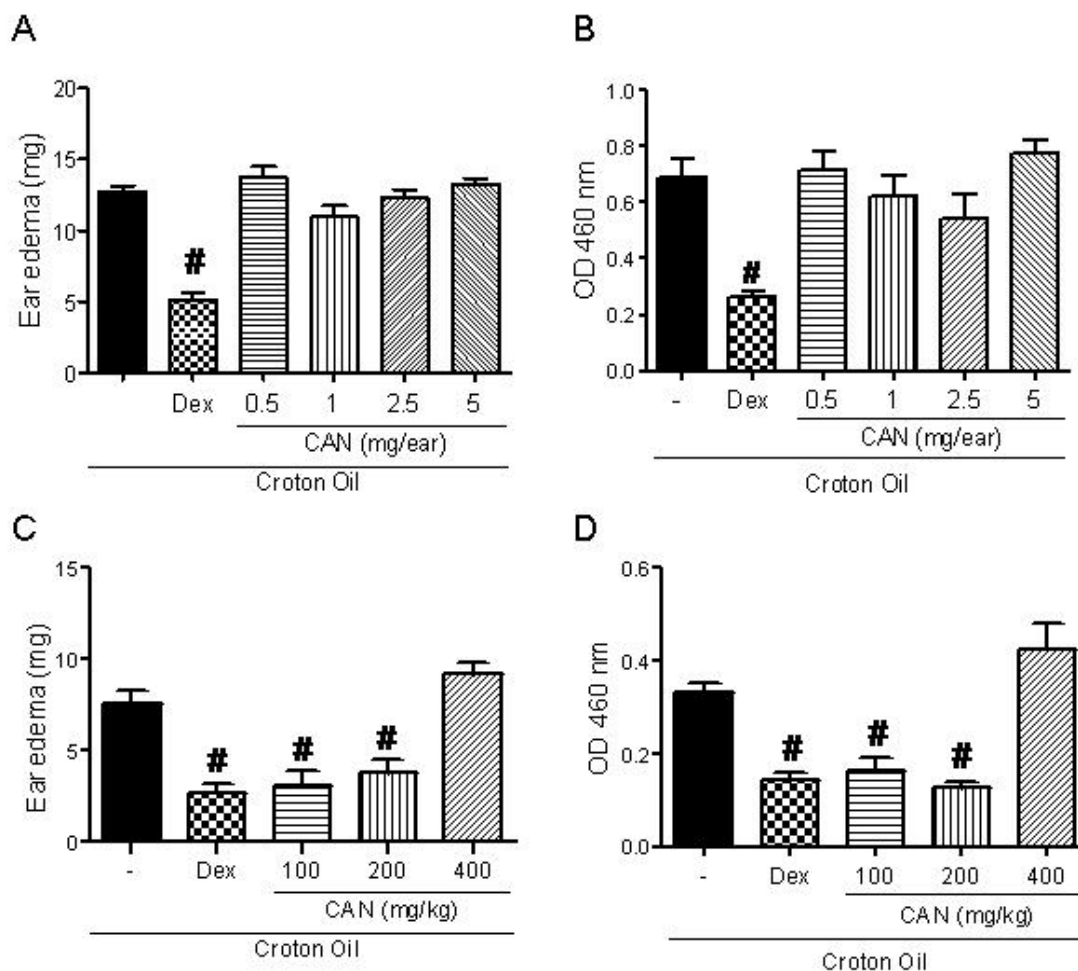 A
Ear edema (mg)
20
15
10
5
0
#
Dex 0.5 1 2.5 5
CAN (mg/ear)
Croton Oil
B
OD 460 nm
1.0
0.8
0.6
0.4
0.2
0.0
#
- Dex 0.5 1 2.5 5
CAN (mg/ear)
Croton Oil
C
Ear edema (mg)
15
10
5
0
# # #
- Dex 100 200 400
CAN (mg/kg)
Croton Oil
D
OD 460 nm
0.6
0.4
0.2
0.0
# # #
- Dex 100 200 400
CAN (mg/kg)
Croton Oil